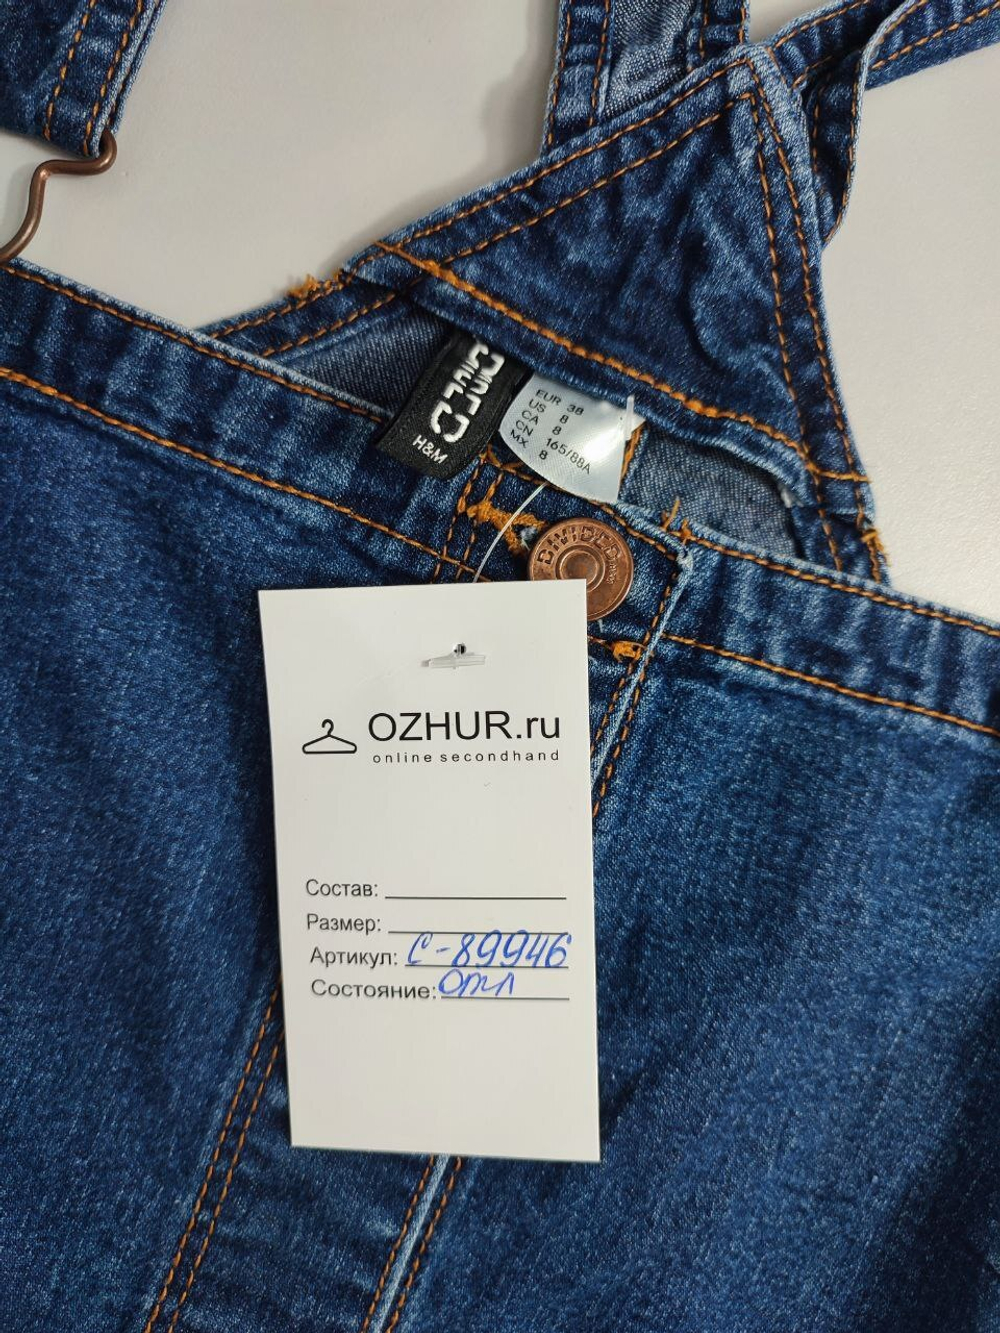 DIVIDED
H&M
EUR 38
US 8
CA 8
CN 165/88A
MX 8
DIVIDED
OZHUR.ru
online secondhand
Состав:
Размер:
Артикул: С-89946
Состояние: отл